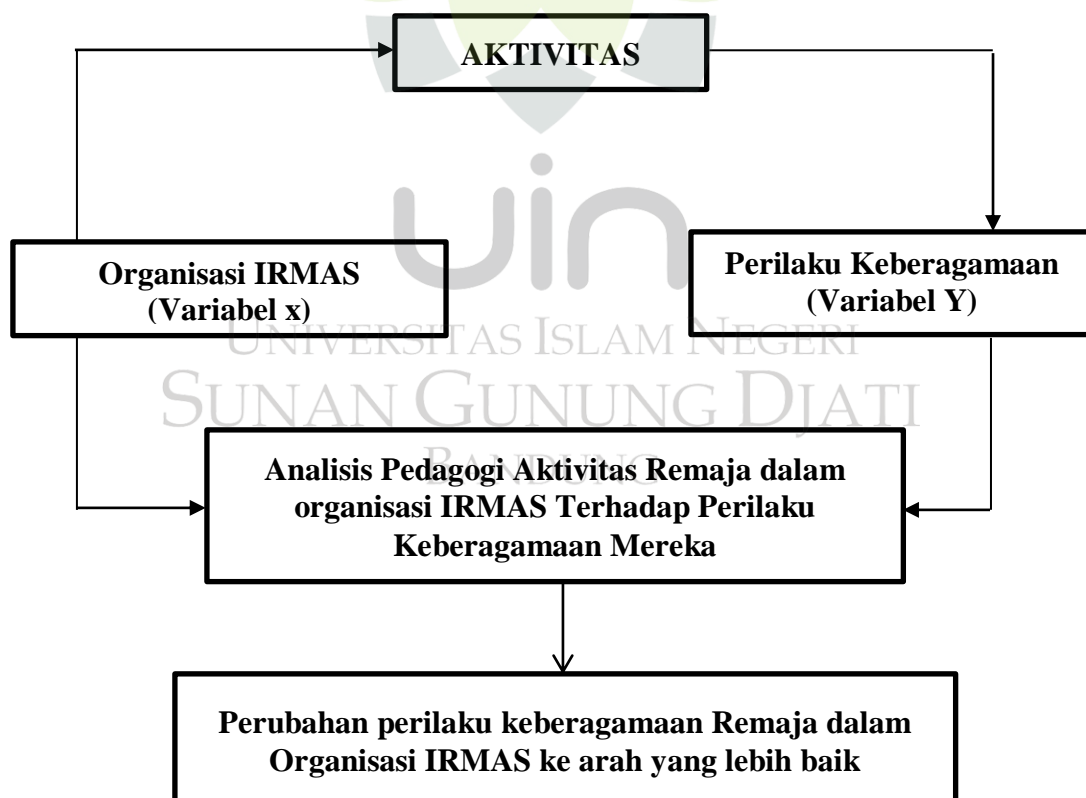 AKTIVITAS
uin
Organisasi IRMAS
(Variabel x)
Perilaku Keberagamaan
(Variabel Y)
UNIVERSITAS ISLAM NEGERI
SUNAN GUNUNG DJATI
BANDUNG
Analisis Pedagogi Aktivitas Remaja dalam
organisasi IRMAS Terhadap Perilaku
Keberagamaan Mereka
Perubahan perilaku keberagamaan Remaja dalam
Organisasi IRMAS ke arah yang lebih baik